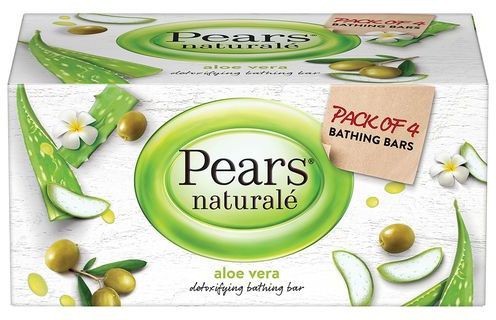 Pears®
naturalé
aloe vera
detoxifying bathing bar
PACK OF 4
BATHING BARS
Pears®
naturalé
aloe vera
detoxifying bathing bar
PACK OF 4
BATHING BARS